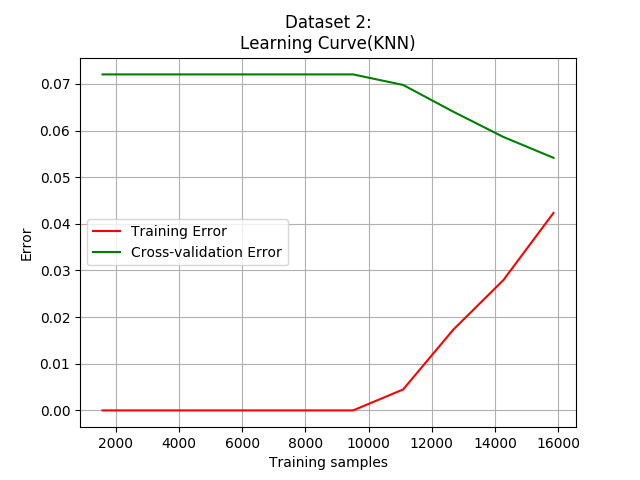 Dataset 2:
Learning Curve(KNN)
Error
0.07
0.06
0.05
0.04
0.03
0.02
0.01
0.00
Training Error
Cross-validation Error
2000 4000 6000 8000 10000 12000 14000 16000
Training samples